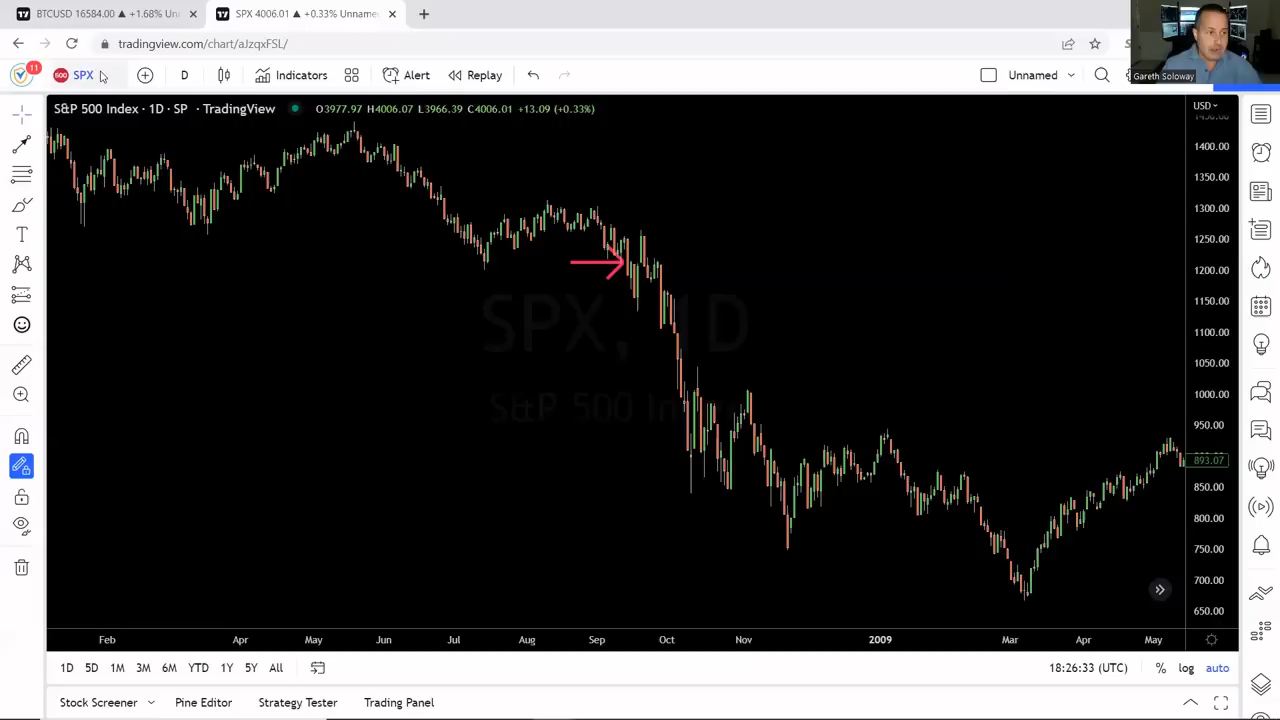 BTCUSD 16584.00 ▲ +1.68% Unn
SPX 4006.01 ▲ +0.33% Unname
tradingview.com/chart/aJzqxFSL/
Gareth Soloway
11
500 SPX
D
Indicators
Alert
Replay
Unnamed
S&P 500 Index · 1D · SP · TradingView
O3977.97 H4006.07 L3966.39 C4006.01
USD
1400.00
1350.00
1300.00
1250.00
1200.00
1150.00
1100.00
1050.00
1000.00
950.00
893.07
850.00
800.00
750.00
700.00
650.00
SPX, 1D
S&P 500 In
Feb Apr May Jun Jul Aug Sep Oct Nov 2009 Mar Apr May
1D 5D 1M 3M 6M YTD 1Y 5Y All
18:26:33 (UTC) % log auto
Stock Screener Pine Editor Strategy Tester Trading Panel